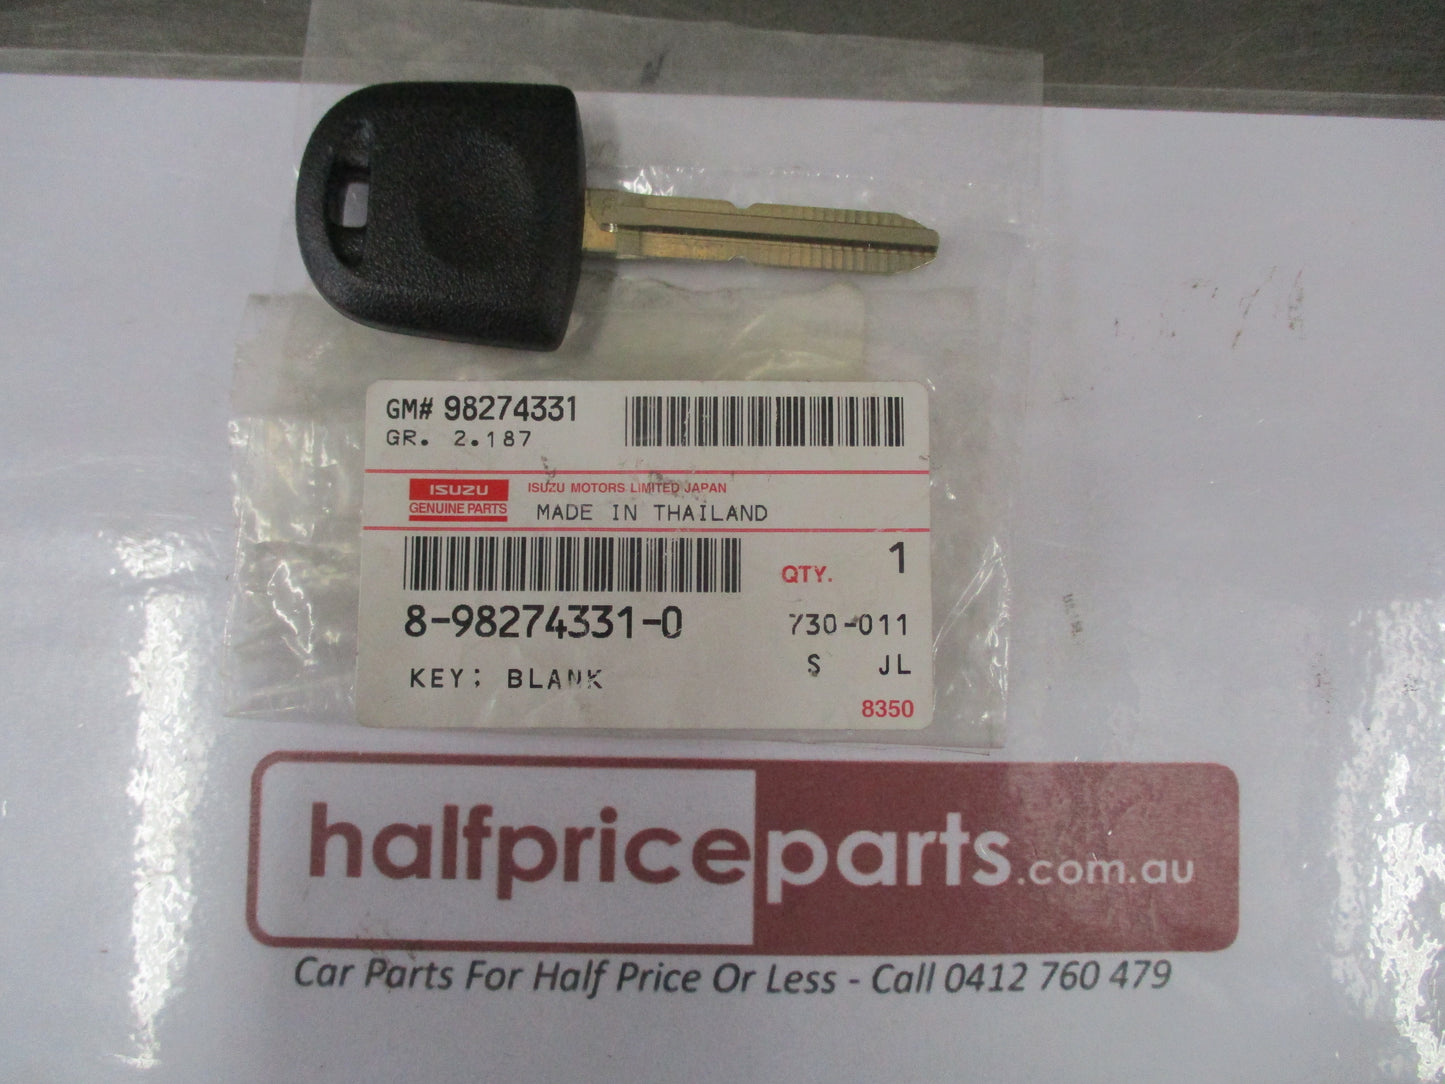 GM# 98274331
GR. 2.187
ISUZU
GENUINE PARTS
ISUZU MOTORS LIMITED JAPAN
MADE IN THAILAND
QTY. 1
8-98274331-0
730-011
KEY; BLANK
S JL
8350
halfpriceparts.com.au
Car Parts For Half Price Or Less - Call 0412 760 479